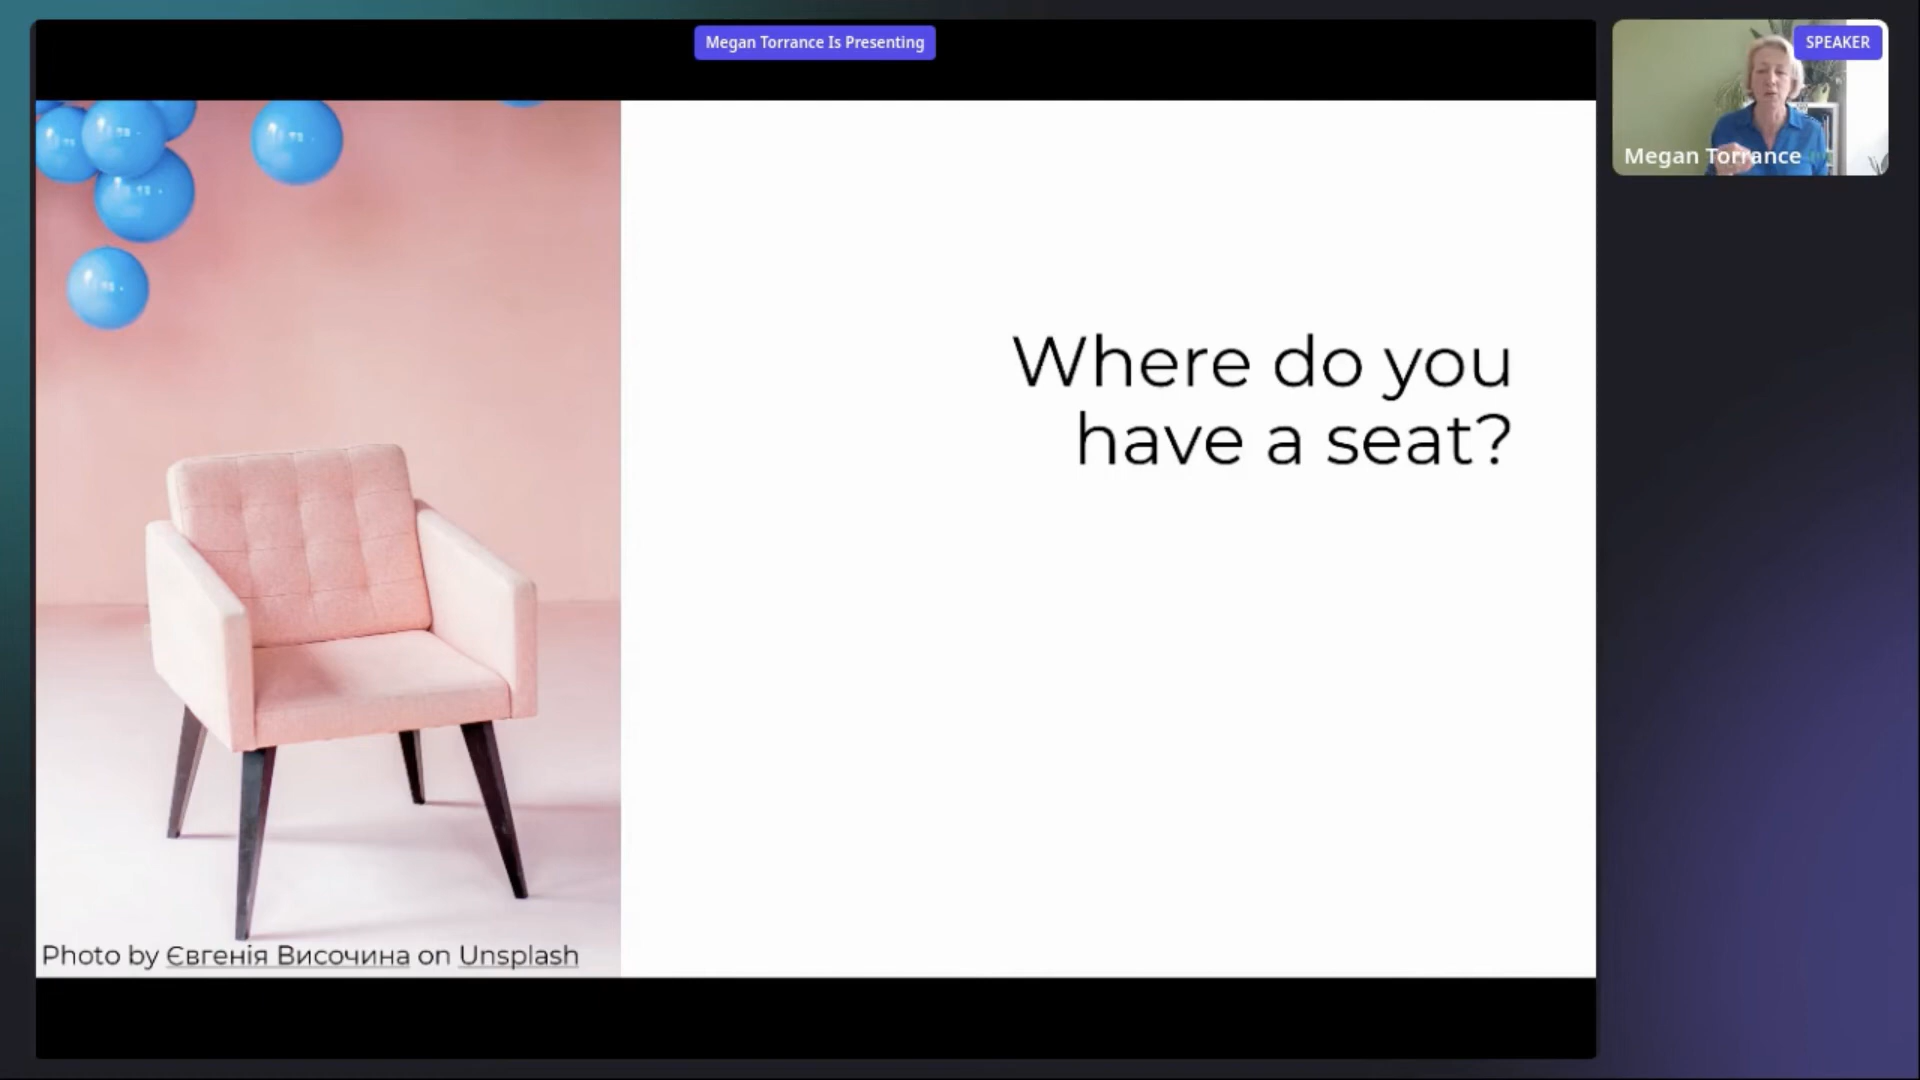 Megan Torrance Is Presenting
SPEAKER
Megan Torrance
Where do you
have a seat?
Photo by Євгенія Височина on Unsplash